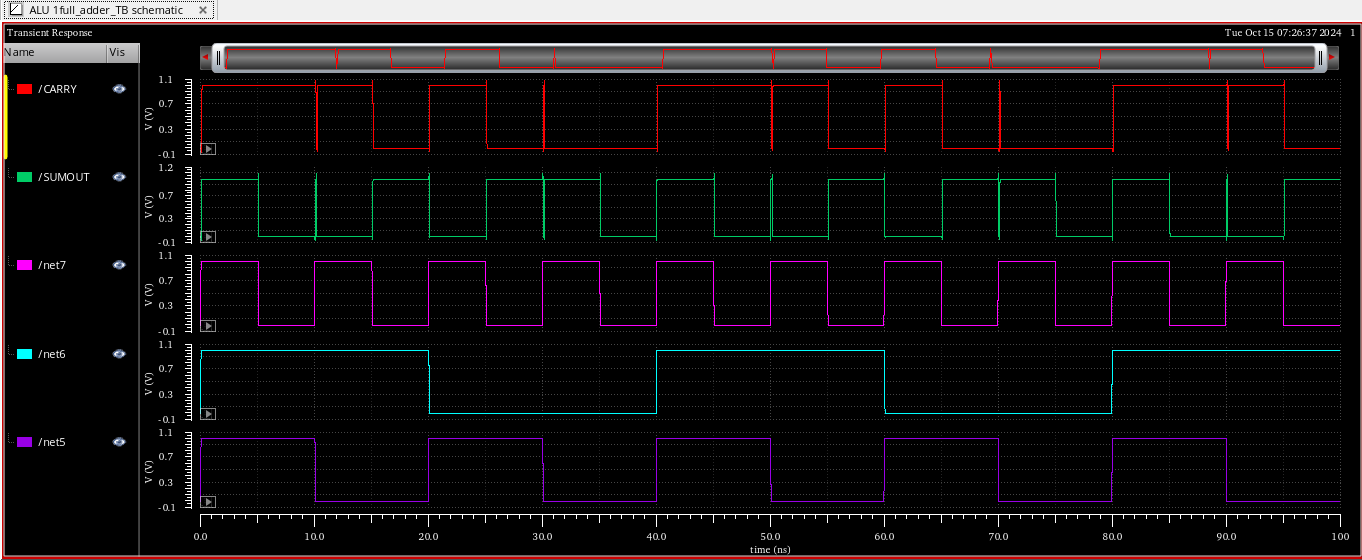 ALU 1full_adder_TB schematic ×
Transient Response Tue Oct 15 07:26:37 2024 1
Name Vis
/CARRY
1.1
0.7
0.3
-0.1
V (V)
/SUMOUT
1.2
0.7
0.3
-0.1
V (V)
/net7
1.1
0.7
0.3
-0.1
V (V)
/net6
1.1
0.7
0.3
-0.1
V (V)
/net5
1.1
0.7
0.3
-0.1
V (V)
0.0 10.0 20.0 30.0 40.0 50.0 60.0 70.0 80.0 90.0 100
time (ns)